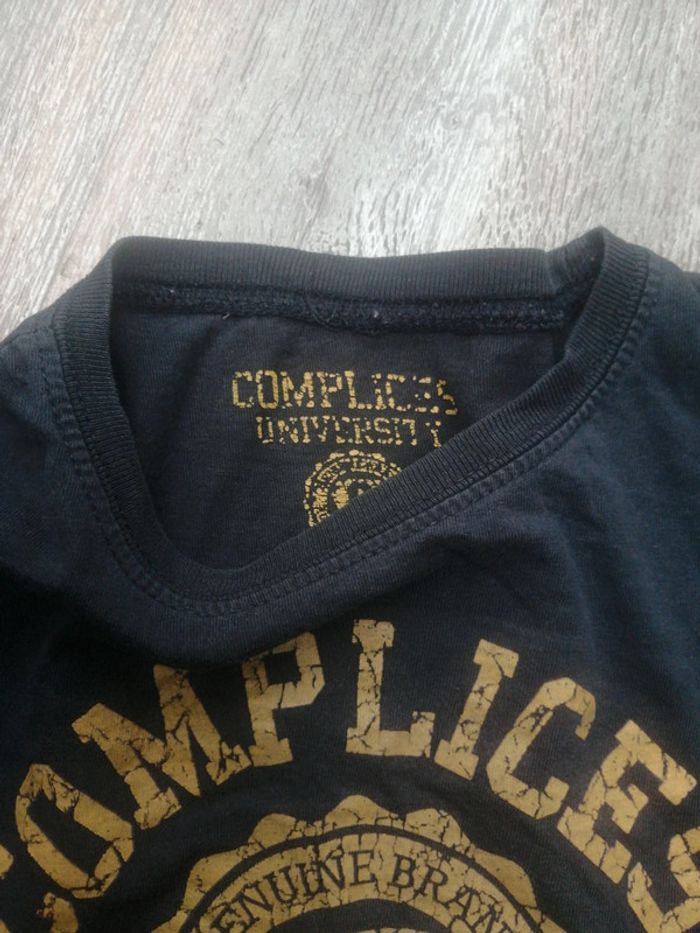 COMPLICES
UNIVERSITY
COMPLICES
GENUINE BRAND